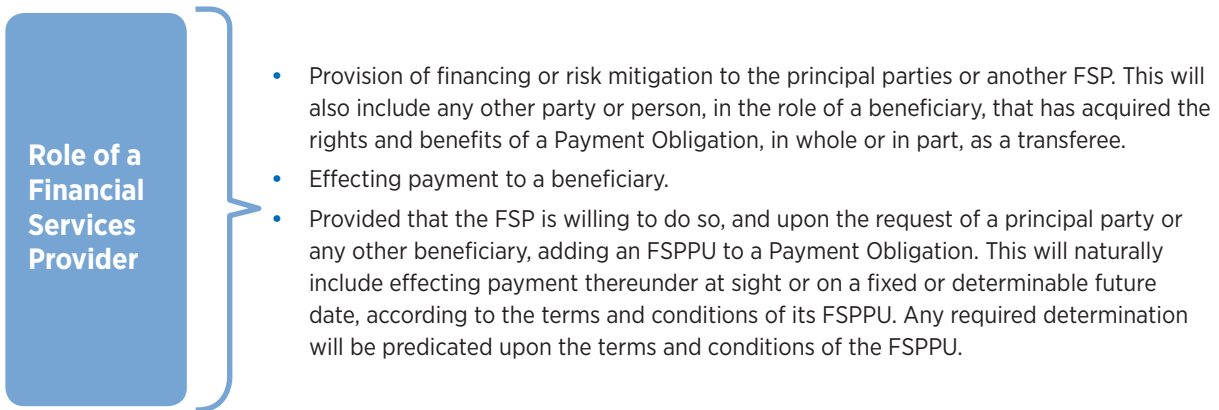 Role of a
Financial
Services
Provider
• Provision of financing or risk mitigation to the principal parties or another FSP. This will
also include any other party or person, in the role of a beneficiary, that has acquired the
rights and benefits of a Payment Obligation, in whole or in part, as a transferee.
• Effecting payment to a beneficiary.
• Provided that the FSP is willing to do so, and upon the request of a principal party or
any other beneficiary, adding an FSPPU to a Payment Obligation. This will naturally
include effecting payment thereunder at sight or on a fixed or determinable future
date, according to the terms and conditions of its FSPPU. Any required determination
will be predicated upon the terms and conditions of the FSPPU.